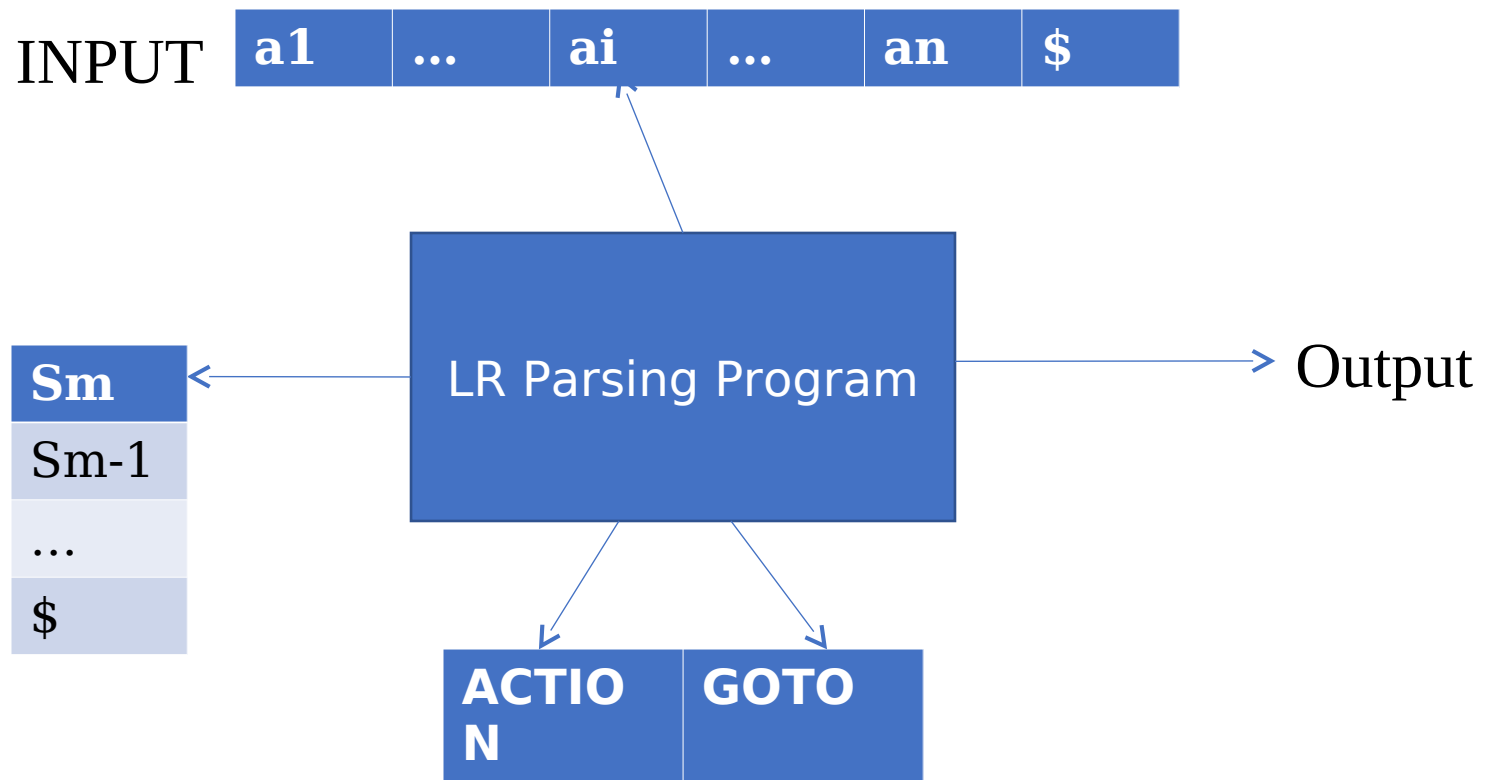 INPUT
a1 … ai … an $
LR Parsing Program
Output
Sm
Sm-1
…
$
ACTIO
N
GOTO